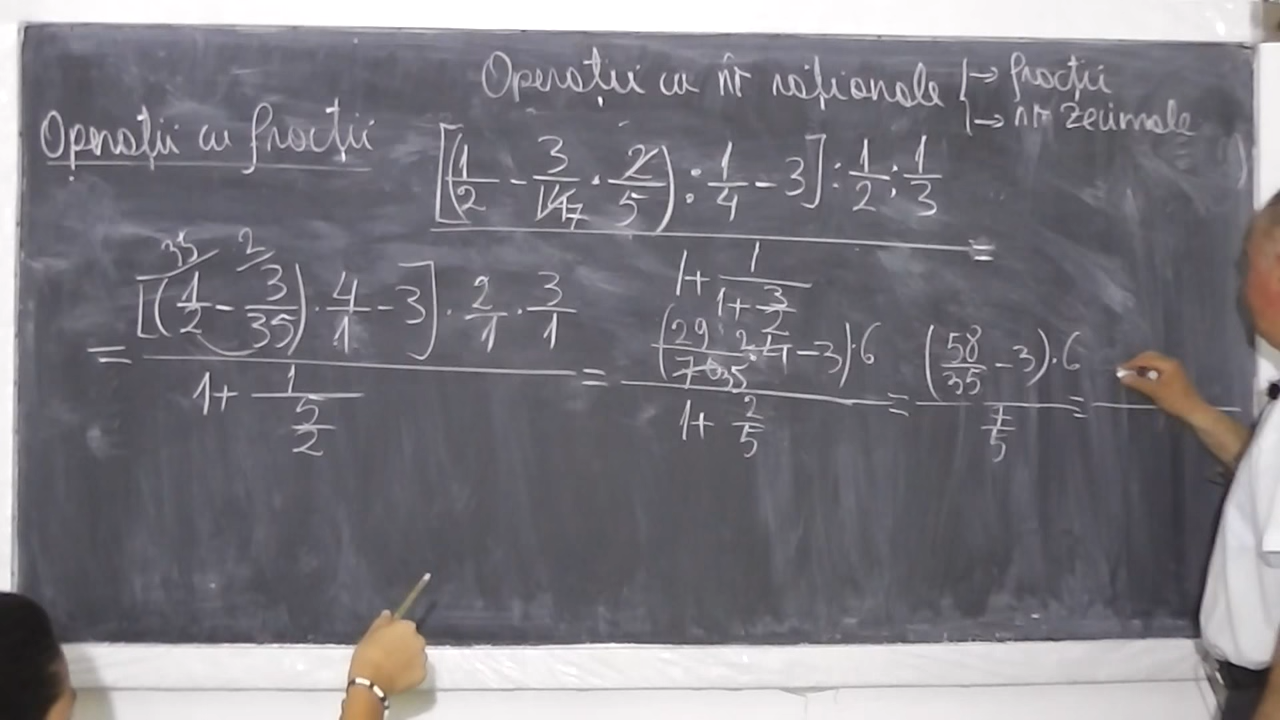 Operații cu nr raționale → fracții
→ nr zecimale
Operații cu fracții
[(1/2 - 3/14 7 · 2/5) : 1/4 - 3] : 1/2 : 1/3
1 + 1/(1 + 3/2) =
35 2
= [(1/2 - 3/35) · 4/1 - 3] · 2/1 · 3/1
1 + 1/(5/2)
= (29/70 35 · 4 2 - 3) · 6
1 + 2/5
= (58/35 - 3) · 6
7/5 =